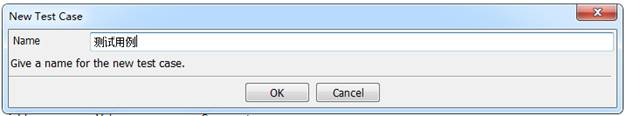 New Test Case
Name 测试用例
Give a name for the new test case.
OK Cancel